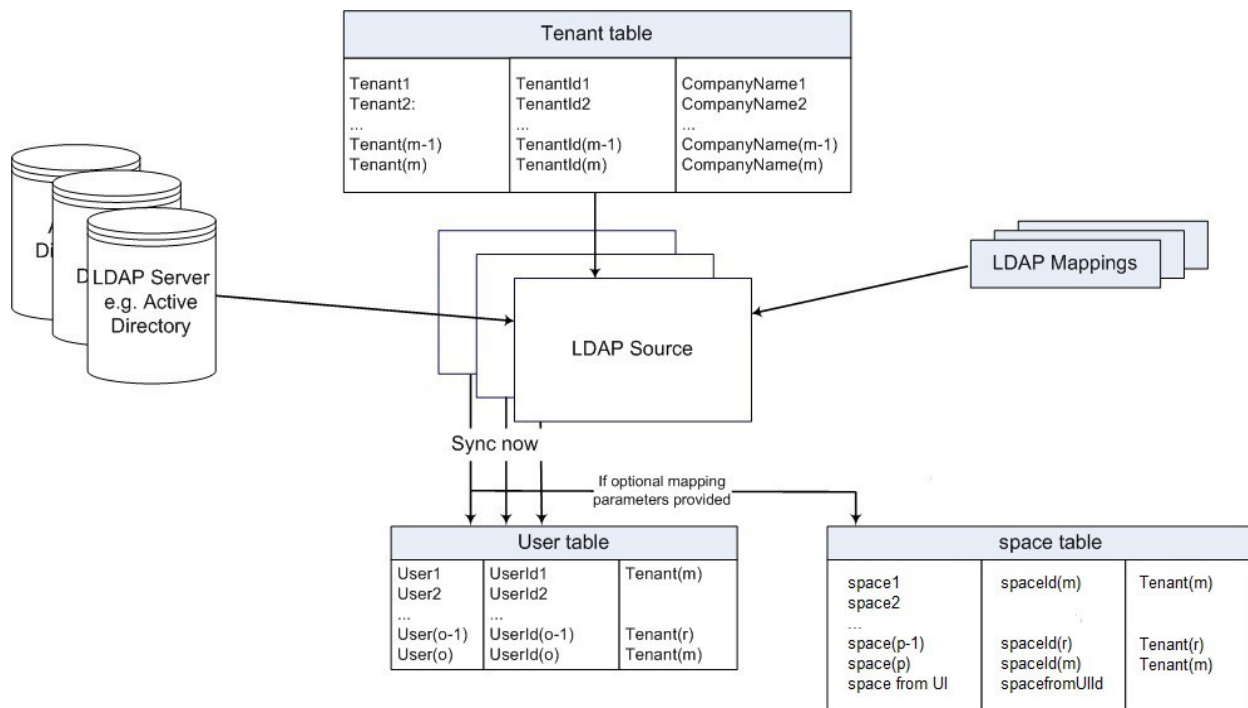 Tenant table
Tenant1
Tenant2:
...
Tenant(m-1)
Tenant(m)
TenantId1
TenantId2
...
TenantId(m-1)
TenantId(m)
CompanyName1
CompanyName2
...
CompanyName(m-1)
CompanyName(m)
LDAP Server
e.g. Active
Directory
LDAP Source
LDAP Mappings
Sync now
If optional mapping
parameters provided
User table
User1
User2
...
User(o-1)
User(o)
UserId1
UserId2
...
UserId(o-1)
UserId(o)
Tenant(m)
Tenant(r)
Tenant(m)
space table
space1
space2
...
space(p-1)
space(p)
space from UI
spaceId(m)
spaceId(r)
spaceId(m)
spacefromUIId
Tenant(m)
Tenant(r)
Tenant(m)